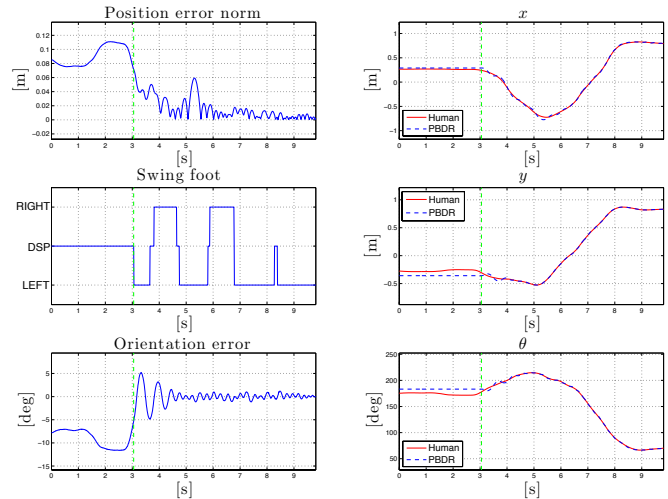 Position error norm
0.12
0.1
0.08
0.06
0.04
0.02
0
−0.02
[m]
0 1 2 3 4 5 6 7 8 9
[s]
x
1
0.5
0
−0.5
−1
[m]
Human
PBDR
0 1 2 3 4 5 6 7 8 9
[s]
Swing foot
RIGHT
DSP
LEFT
0 1 2 3 4 5 6 7 8 9
[s]
y
1
0.5
0
−0.5
[m]
Human
PBDR
0 1 2 3 4 5 6 7 8 9
[s]
Orientation error
5
0
−5
−10
−15
[deg]
0 1 2 3 4 5 6 7 8 9
[s]
θ
250
200
150
100
50
[deg]
Human
PBDR
0 1 2 3 4 5 6 7 8 9
[s]